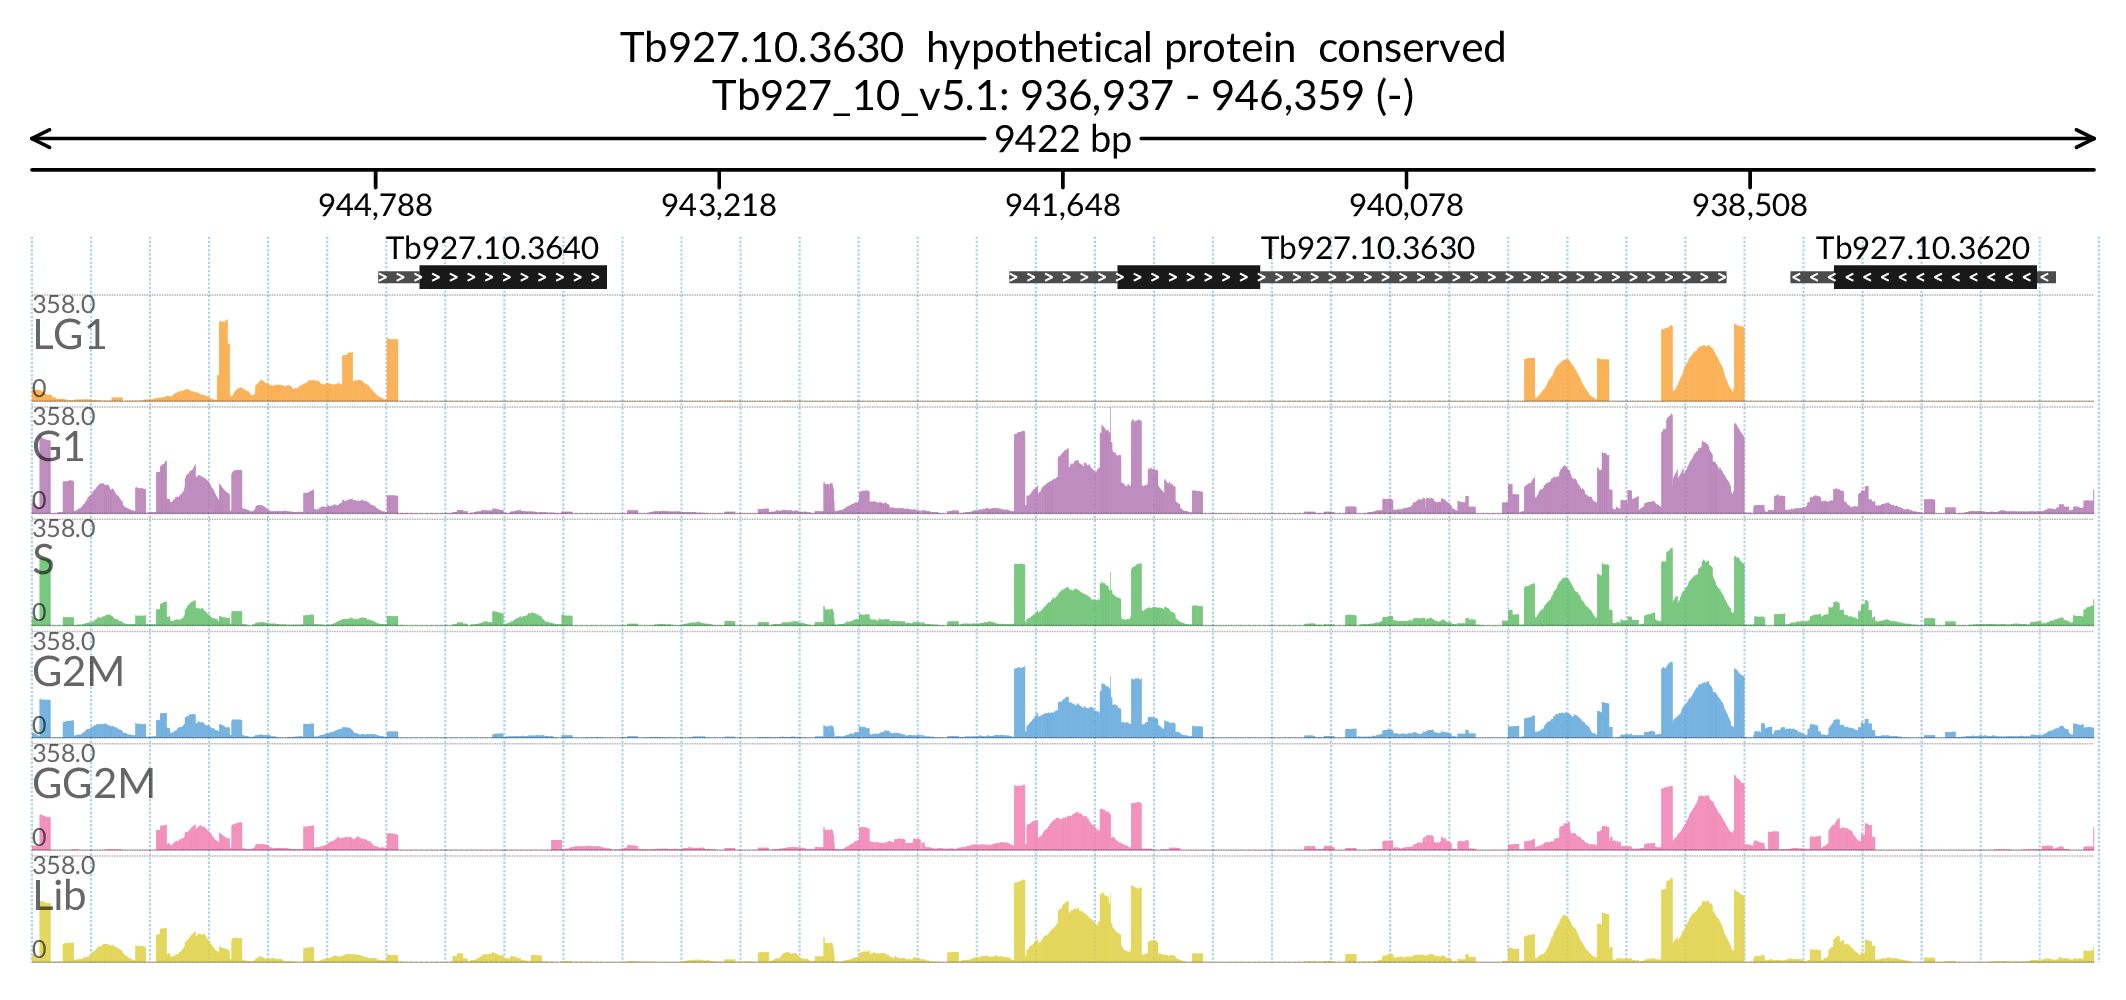 Tb927.10.3630  hypothetical protein  conserved
Tb927_10_v5.1: 936,937 - 946,359 (-)
9422 bp
944,788 943,218 941,648 940,078 938,508
Tb927.10.3640 Tb927.10.3630 Tb927.10.3620
358.0
LG1
0
358.0
G1
0
358.0
S
0
358.0
G2M
0
358.0
GG2M
0
358.0
Lib
0